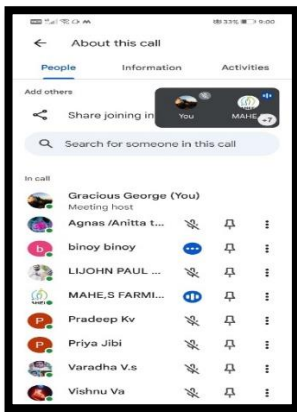 33% 9:00
About this call
People Information Activities
Add others
Share joining in
You MAHE +7
Search for someone in this call
In call
Gracious George (You)
Meeting host
Agnas /Anitta t...
b binoy binoy
LIJOHN PAUL ...
MAHE,S FARMI...
P Pradeep Kv
P Priya Jibi
Varadha V.s
Vishnu Va